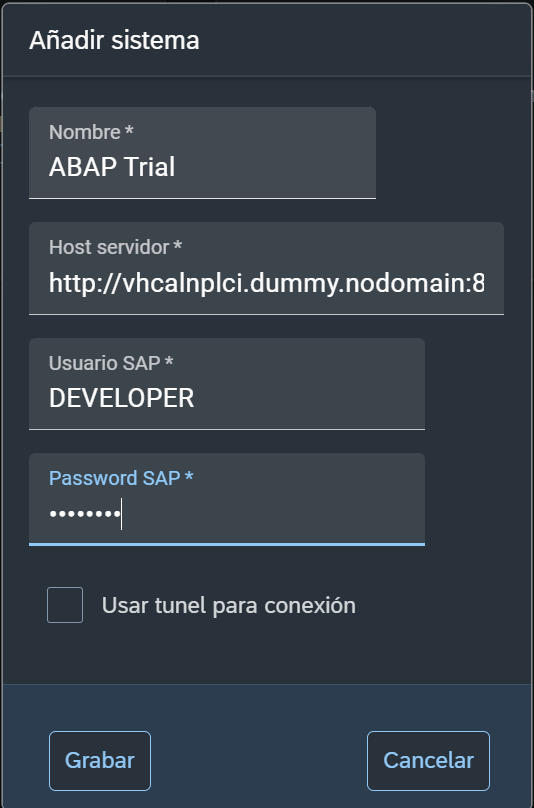 Añadir sistema
Nombre *
ABAP Trial
Host servidor *
http://vhcalnplci.dummy.nodomain:8
Usuario SAP *
DEVELOPER
Password SAP *
••••••••
Usar tunel para conexión
Grabar
Cancelar